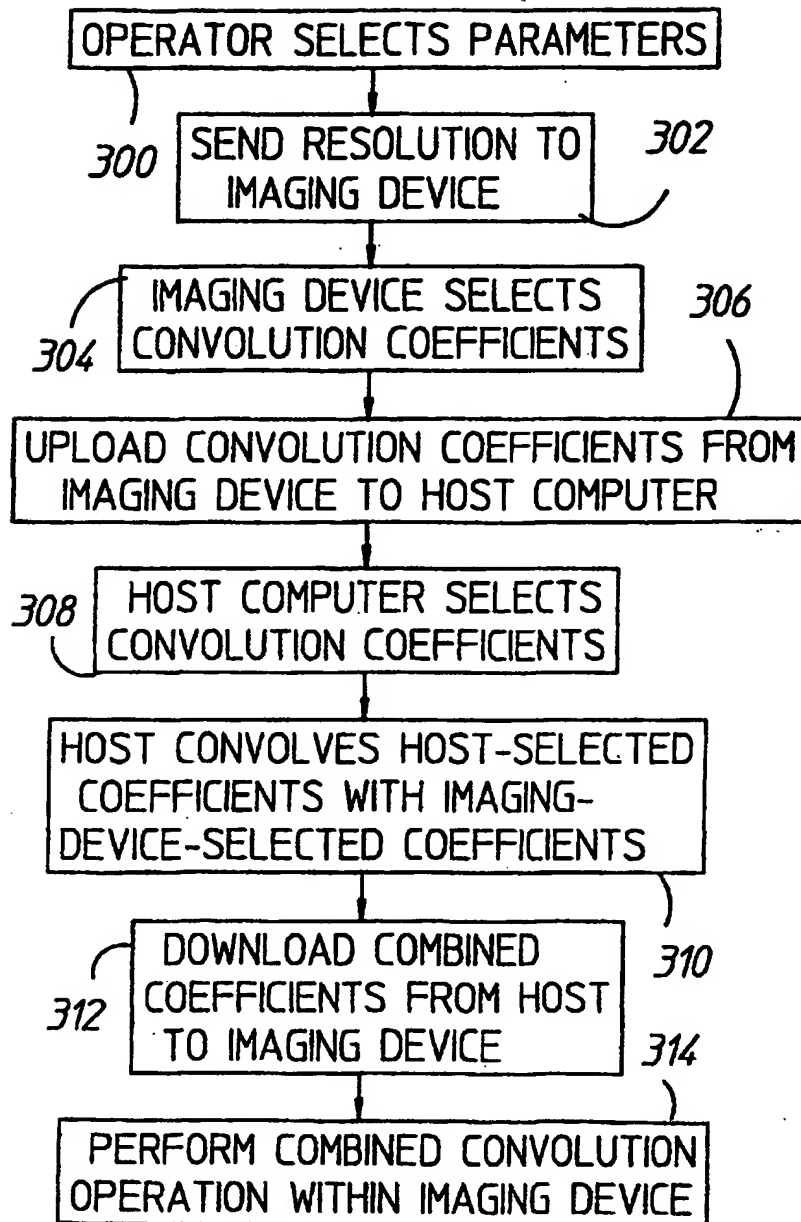 OPERATOR SELECTS PARAMETERS
300
SEND RESOLUTION TO
IMAGING DEVICE
302
304
IMAGING DEVICE SELECTS
CONVOLUTION COEFFICIENTS
306
UPLOAD CONVOLUTION COEFFICIENTS FROM
IMAGING DEVICE TO HOST COMPUTER
308
HOST COMPUTER SELECTS
CONVOLUTION COEFFICIENTS
HOST CONVOLVES HOST-SELECTED
COEFFICIENTS WITH IMAGING-
DEVICE-SELECTED COEFFICIENTS
310
312
DOWNLOAD COMBINED
COEFFICIENTS FROM HOST
TO IMAGING DEVICE
314
PERFORM COMBINED CONVOLUTION
OPERATION WITHIN IMAGING DEVICE